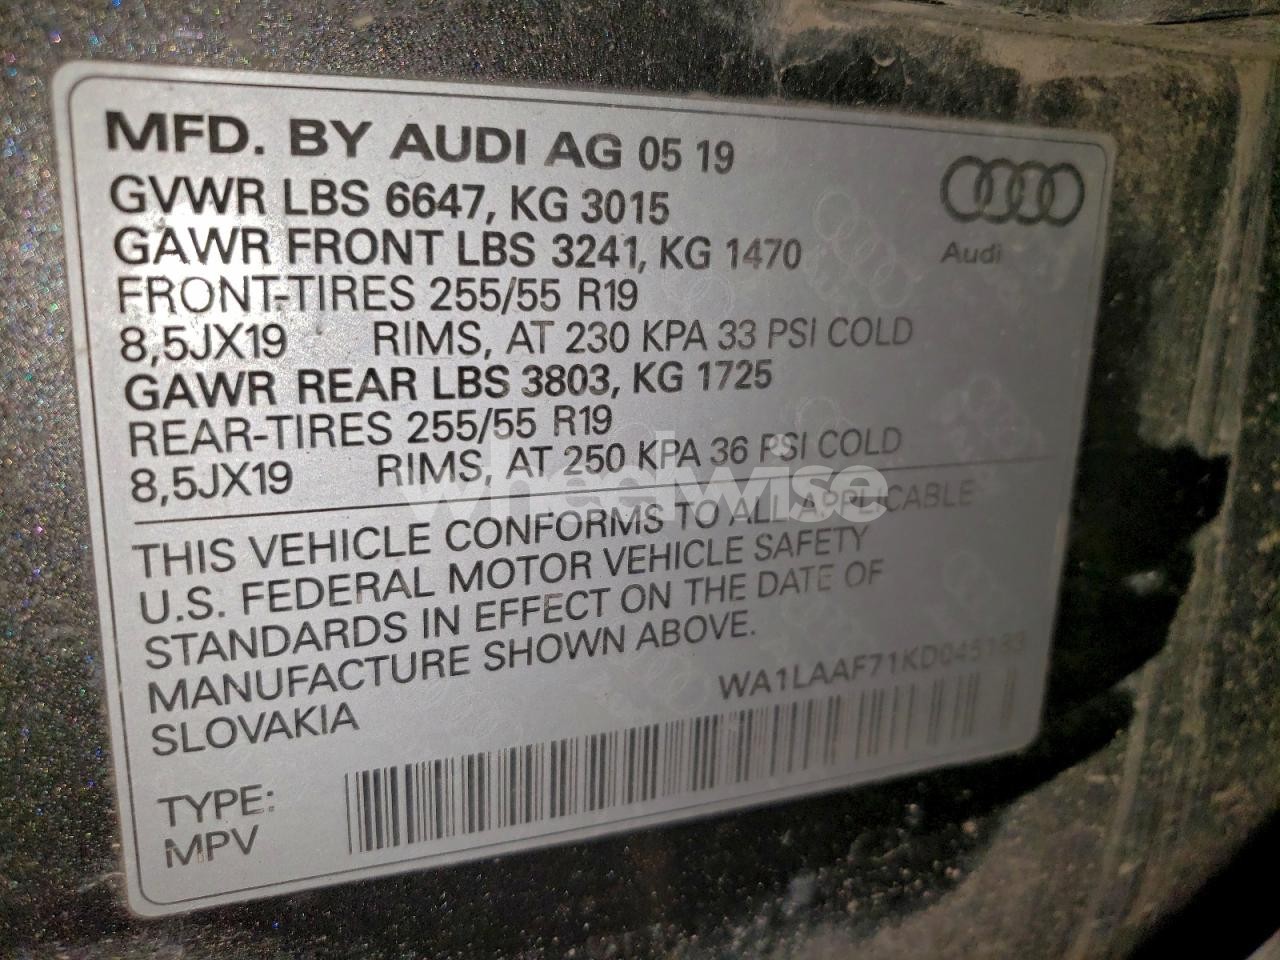 MFD. BY AUDI AG 05 19
GVWR LBS 6647, KG 3015
GAWR FRONT LBS 3241, KG 1470
Audi
FRONT-TIRES 255/55 R19
8,5JX19 RIMS, AT 230 KPA 33 PSI COLD
GAWR REAR LBS 3803, KG 1725
REAR-TIRES 255/55 R19
8,5JX19 RIMS, AT 250 KPA 36 PSI COLD
wheelwise
THIS VEHICLE CONFORMS TO ALL APPLICABLE
U.S. FEDERAL MOTOR VEHICLE SAFETY
STANDARDS IN EFFECT ON THE DATE OF
MANUFACTURE SHOWN ABOVE.
SLOVAKIA
TYPE:
MPV